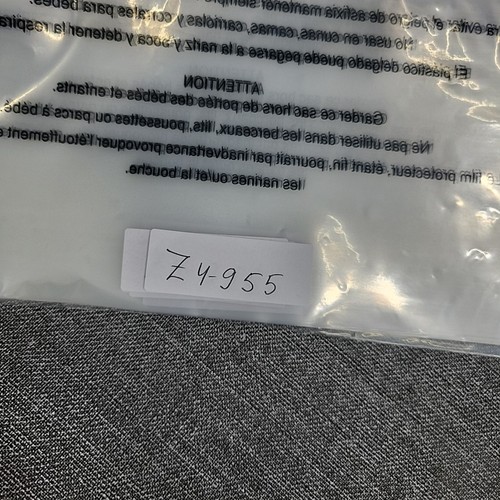 ra evitar el peligro de asfixia mantener siempre
No usar en cunas, camas, carriolas y corrales para bebés.
El plástico delgado puede pegarse a la nariz y boca y detener la respira
ATTENTION
Garder ce sac hors de portée des bébés et enfants.
Ne pas utiliser dans les berceaux, lits, poussettes ou parcs à bébé
Le film protecteur, étant fin, pourrait par inadvertance provoquer l'étouffement e
les narines ou/et la bouche.
Z4-955